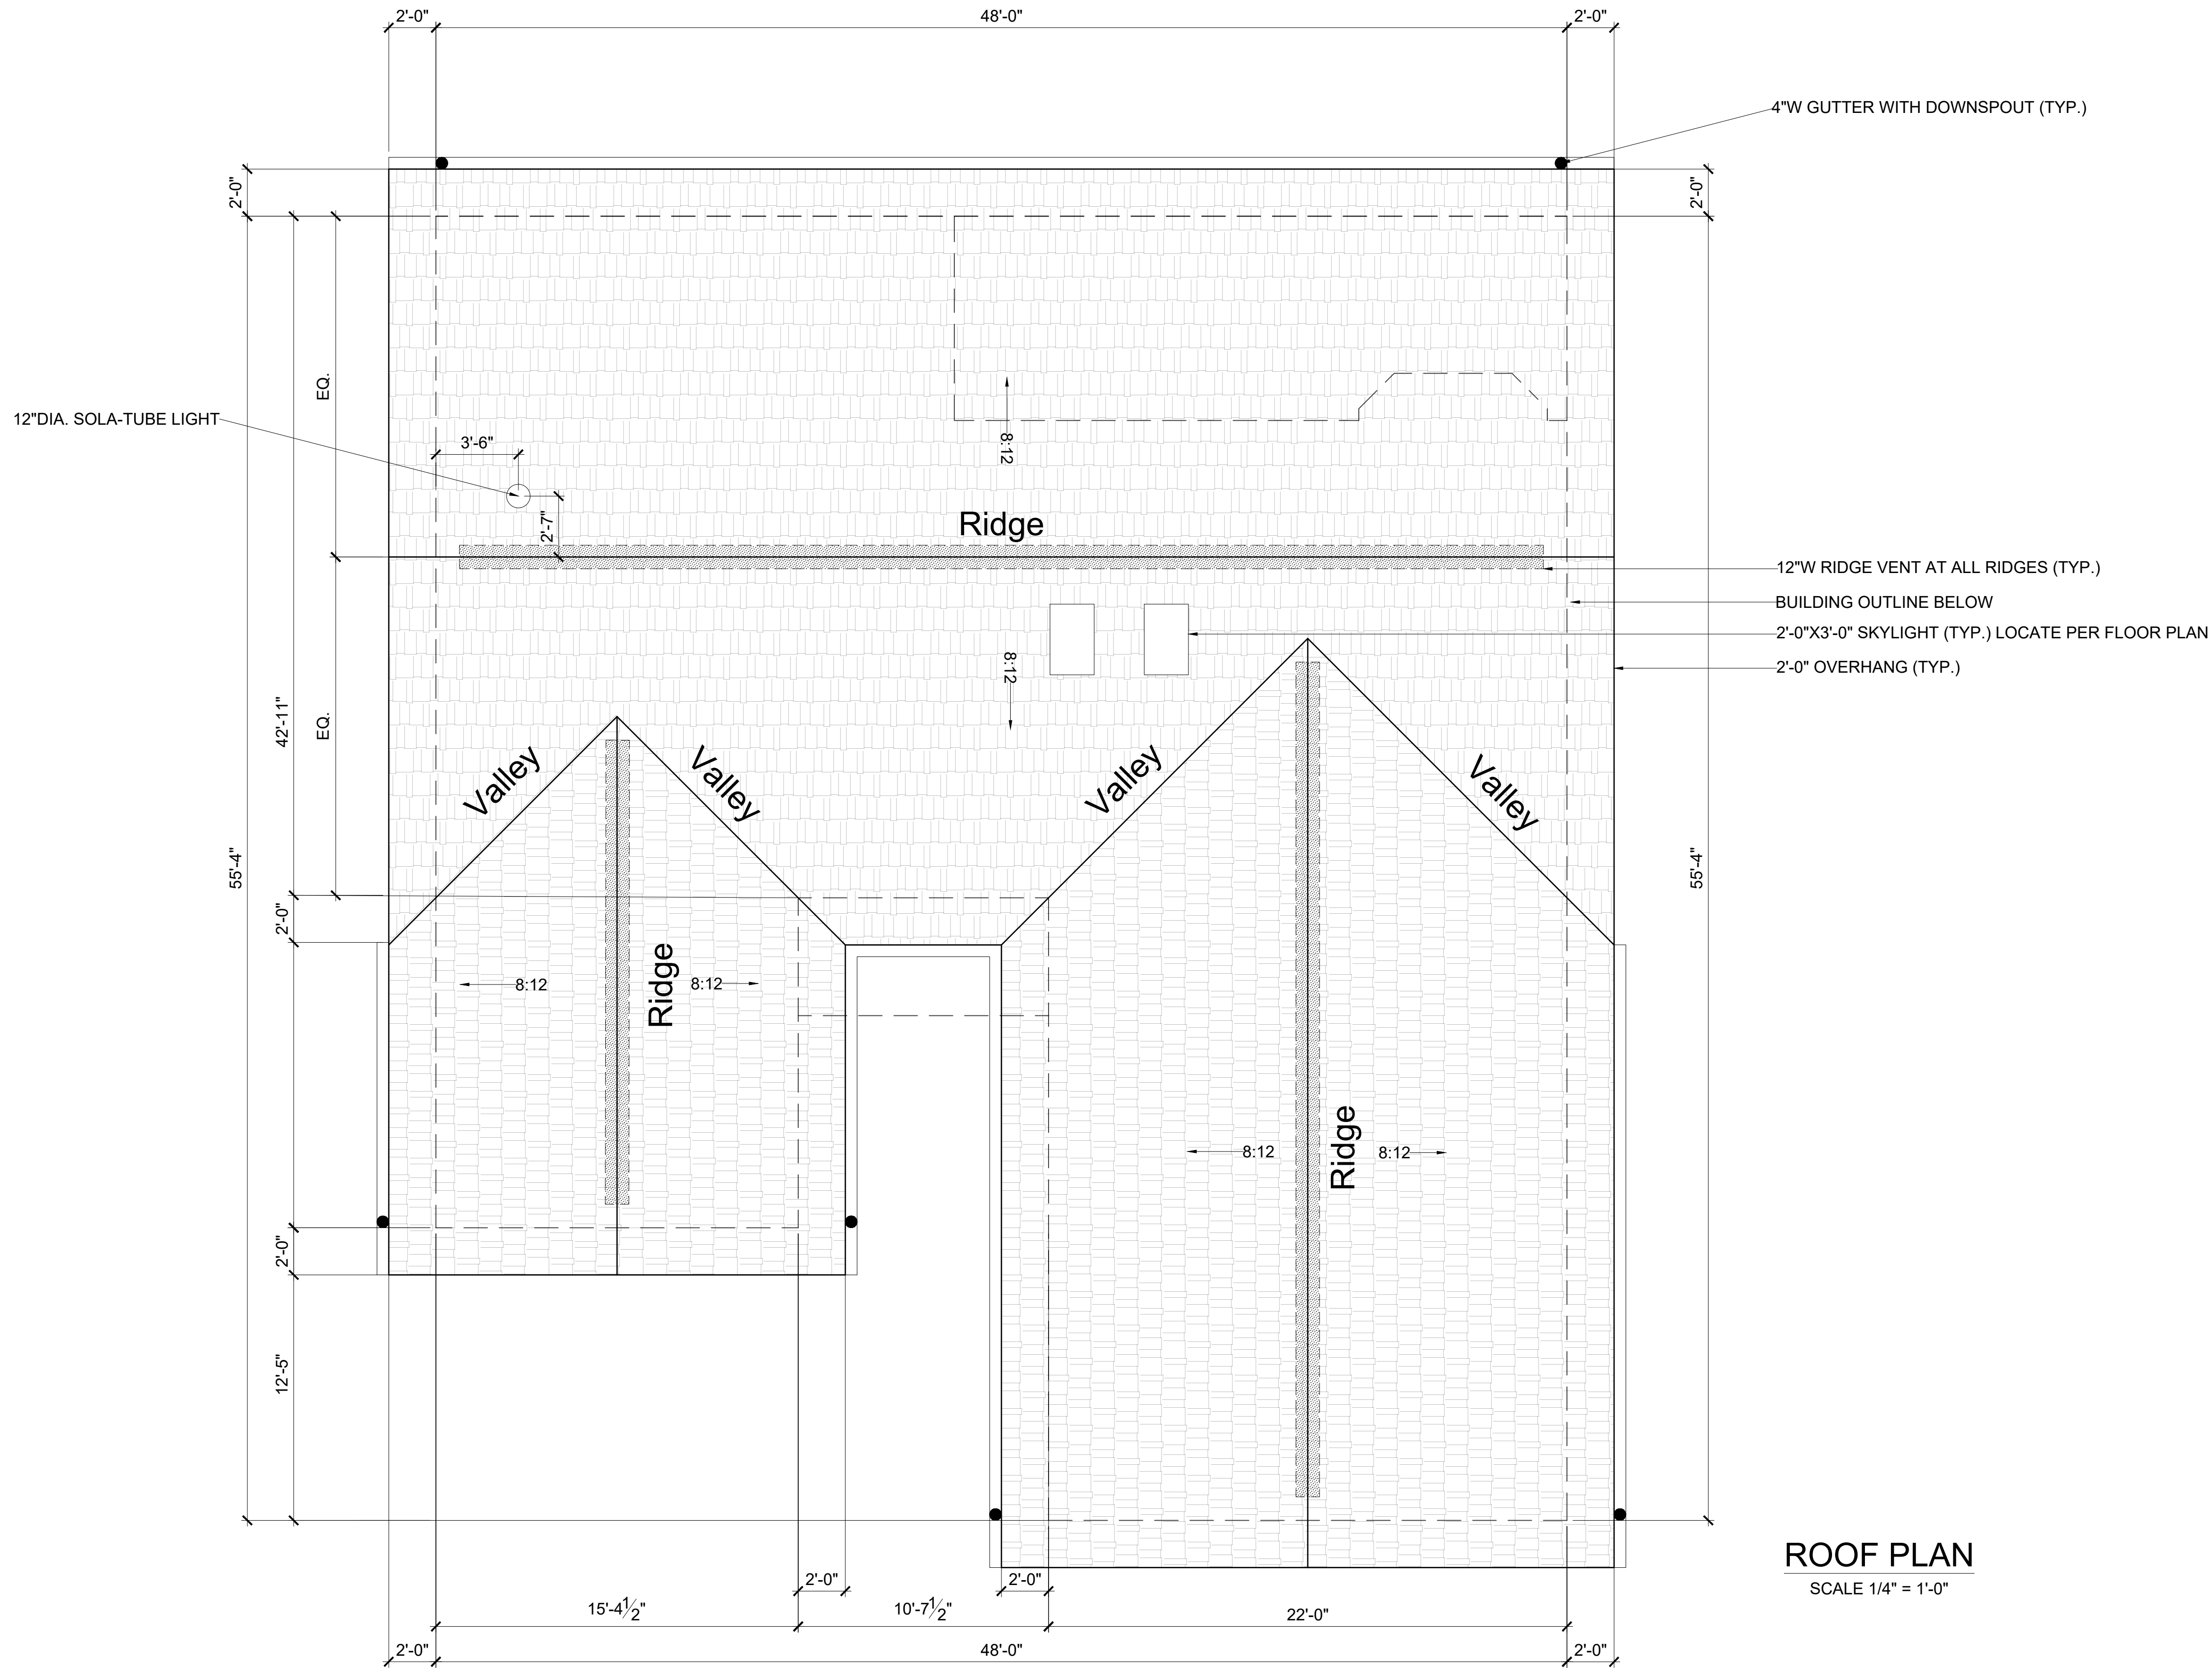 2'-0"
48'-0"
2'-0"
4"W GUTTER WITH DOWNSPOUT (TYP.)
2'-0"
2'-0"
EQ.
12"DIA. SOLA-TUBE LIGHT
3'-6"
8:12
2'-7"
Ridge
12"W RIDGE VENT AT ALL RIDGES (TYP.)
BUILDING OUTLINE BELOW
2'-0"X3'-0" SKYLIGHT (TYP.) LOCATE PER FLOOR PLAN
2'-0" OVERHANG (TYP.)
8:12
42'-11"
EQ.
Valley
Valley
Valley
Valley
55'-4"
55'-4"
2'-0"
8:12
Ridge
8:12
8:12
Ridge
8:12
2'-0"
12'-5"
ROOF PLAN
SCALE 1/4" = 1'-0"
2'-0"
2'-0"
15'-4 1/2"
10'-7 1/2"
22'-0"
2'-0"
48'-0"
2'-0"